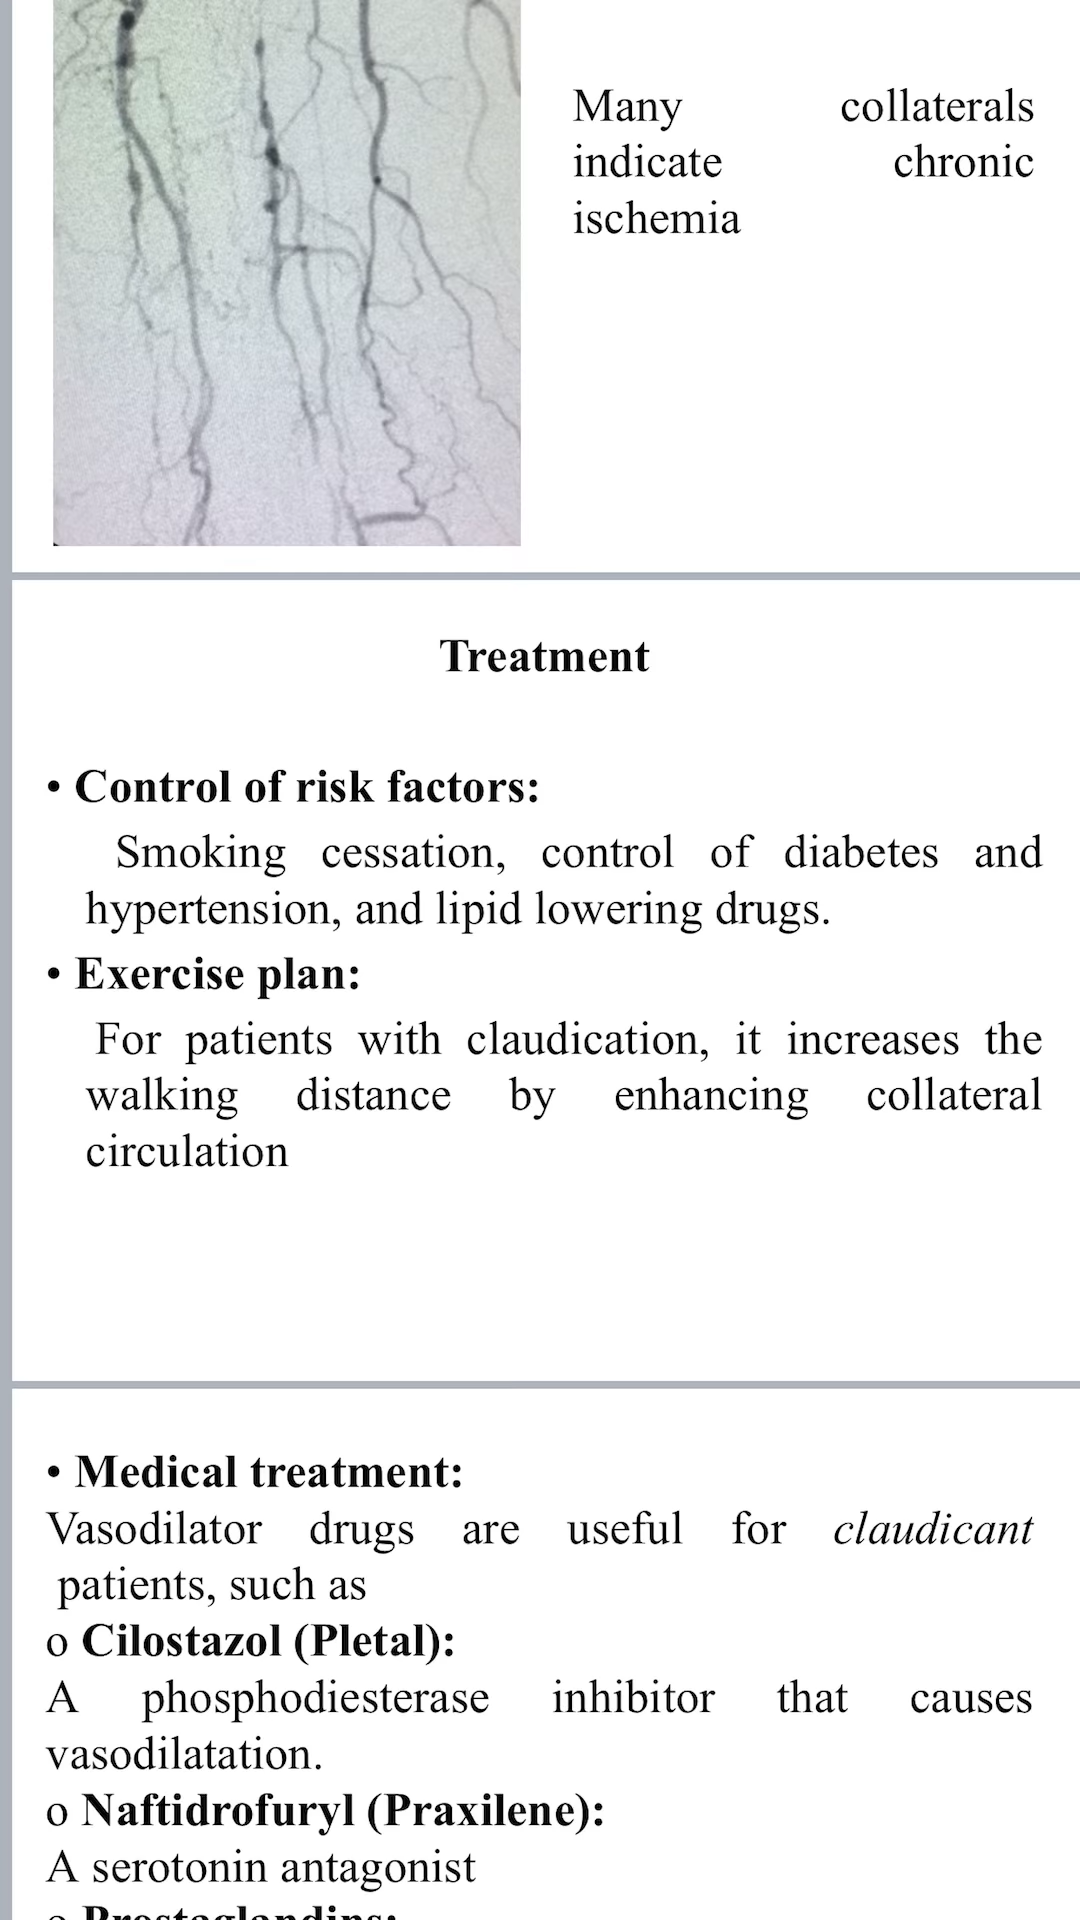 Many collaterals
indicate chronic
ischemia
Treatment
• Control of risk factors:
Smoking cessation, control of diabetes and
hypertension, and lipid lowering drugs.
• Exercise plan:
For patients with claudication, it increases the
walking distance by enhancing collateral
circulation
• Medical treatment:
Vasodilator drugs are useful for claudicant
patients, such as
o Cilostazol (Pletal):
A phosphodiesterase inhibitor that causes
vasodilatation.
o Naftidrofuryl (Praxilene):
A serotonin antagonist
o Prostaglandins: